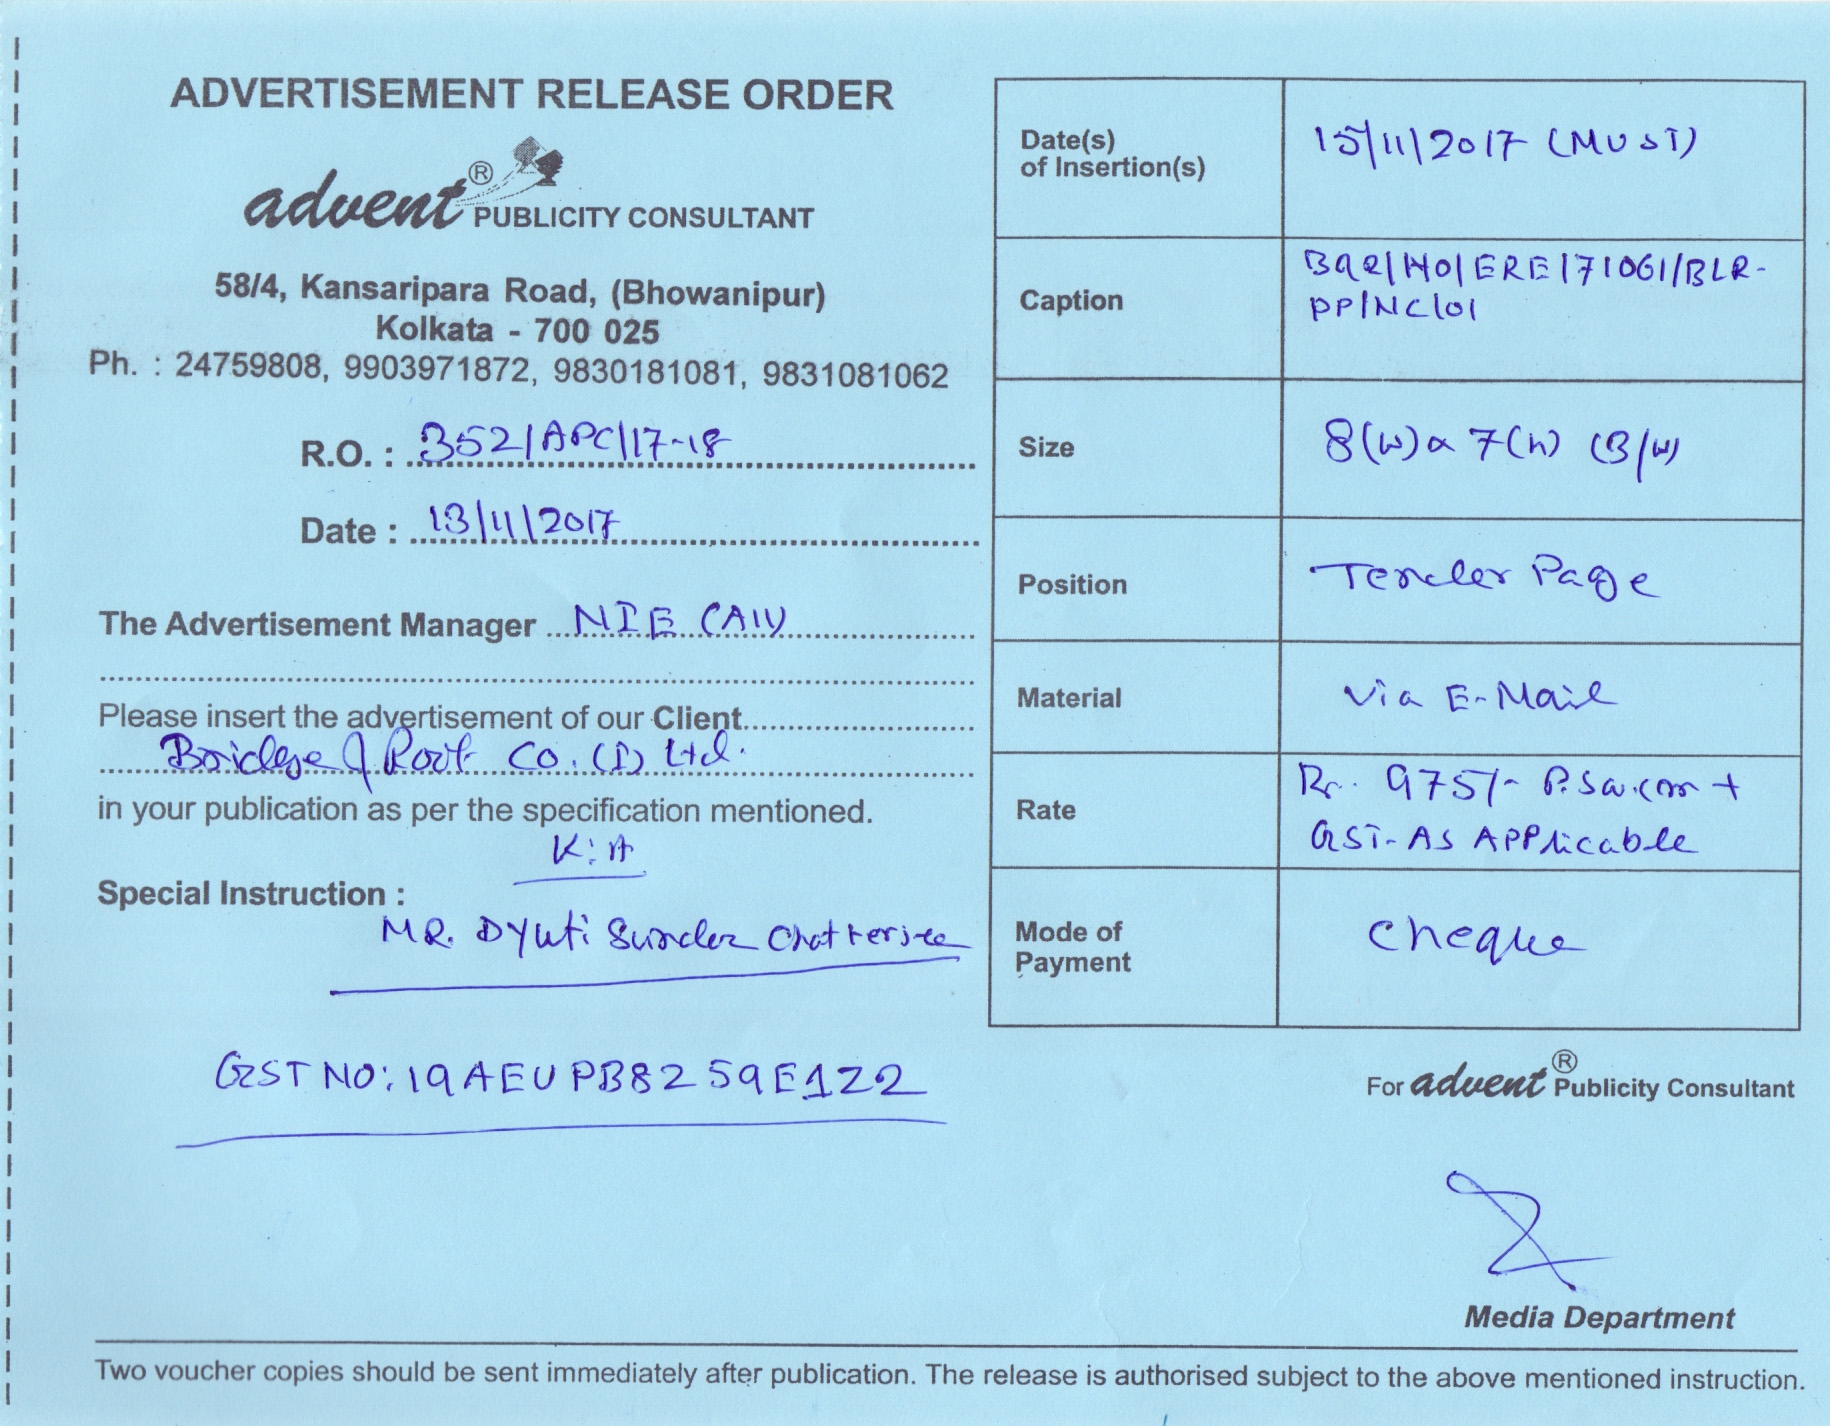 ADVERTISEMENT RELEASE ORDER
advent ® PUBLICITY CONSULTANT
58/4, Kansaripara Road, (Bhowanipur)
Kolkata - 700 025
Ph. : 24759808, 9903971872, 9830181081, 9831081062
R.O. : 352/APC/17-18
Date : 13/11/2017
The Advertisement Manager NIE (All)
Please insert the advertisement of our Client
Bridge & Roof Co. (I) Ltd.
in your publication as per the specification mentioned.
K:A
Special Instruction :
MR. Dyuti Sunder Chatterjee
GST NO: 19AEUPB8259E1Z2
Date(s) of Insertion(s) 15/11/2017 (MUST)
Caption B&R/HO/ERE/71061/BLR-
PP/NC/01
Size 8(w) x 7(h) (B/W)
Position Tender Page
Material Via E-Mail
Rate Rs. 975/- P.Sq.cm +
GST- AS APPlicable
Mode of Payment Cheque
For advent ® Publicity Consultant
Media Department
Two voucher copies should be sent immediately after publication. The release is authorised subject to the above mentioned instruction.